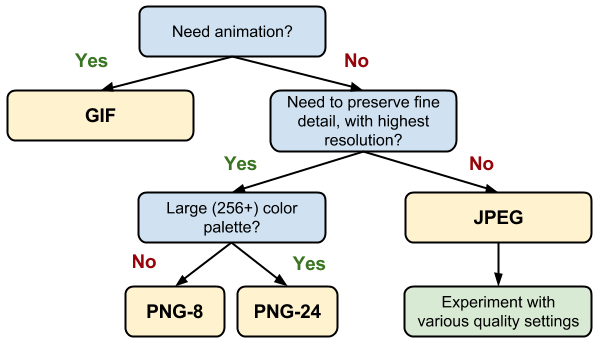 Need animation?
Yes
No
GIF
Need to preserve fine
detail, with highest
resolution?
Yes
No
Large (256+) color
palette?
JPEG
No
Yes
PNG-8
PNG-24
Experiment with
various quality settings